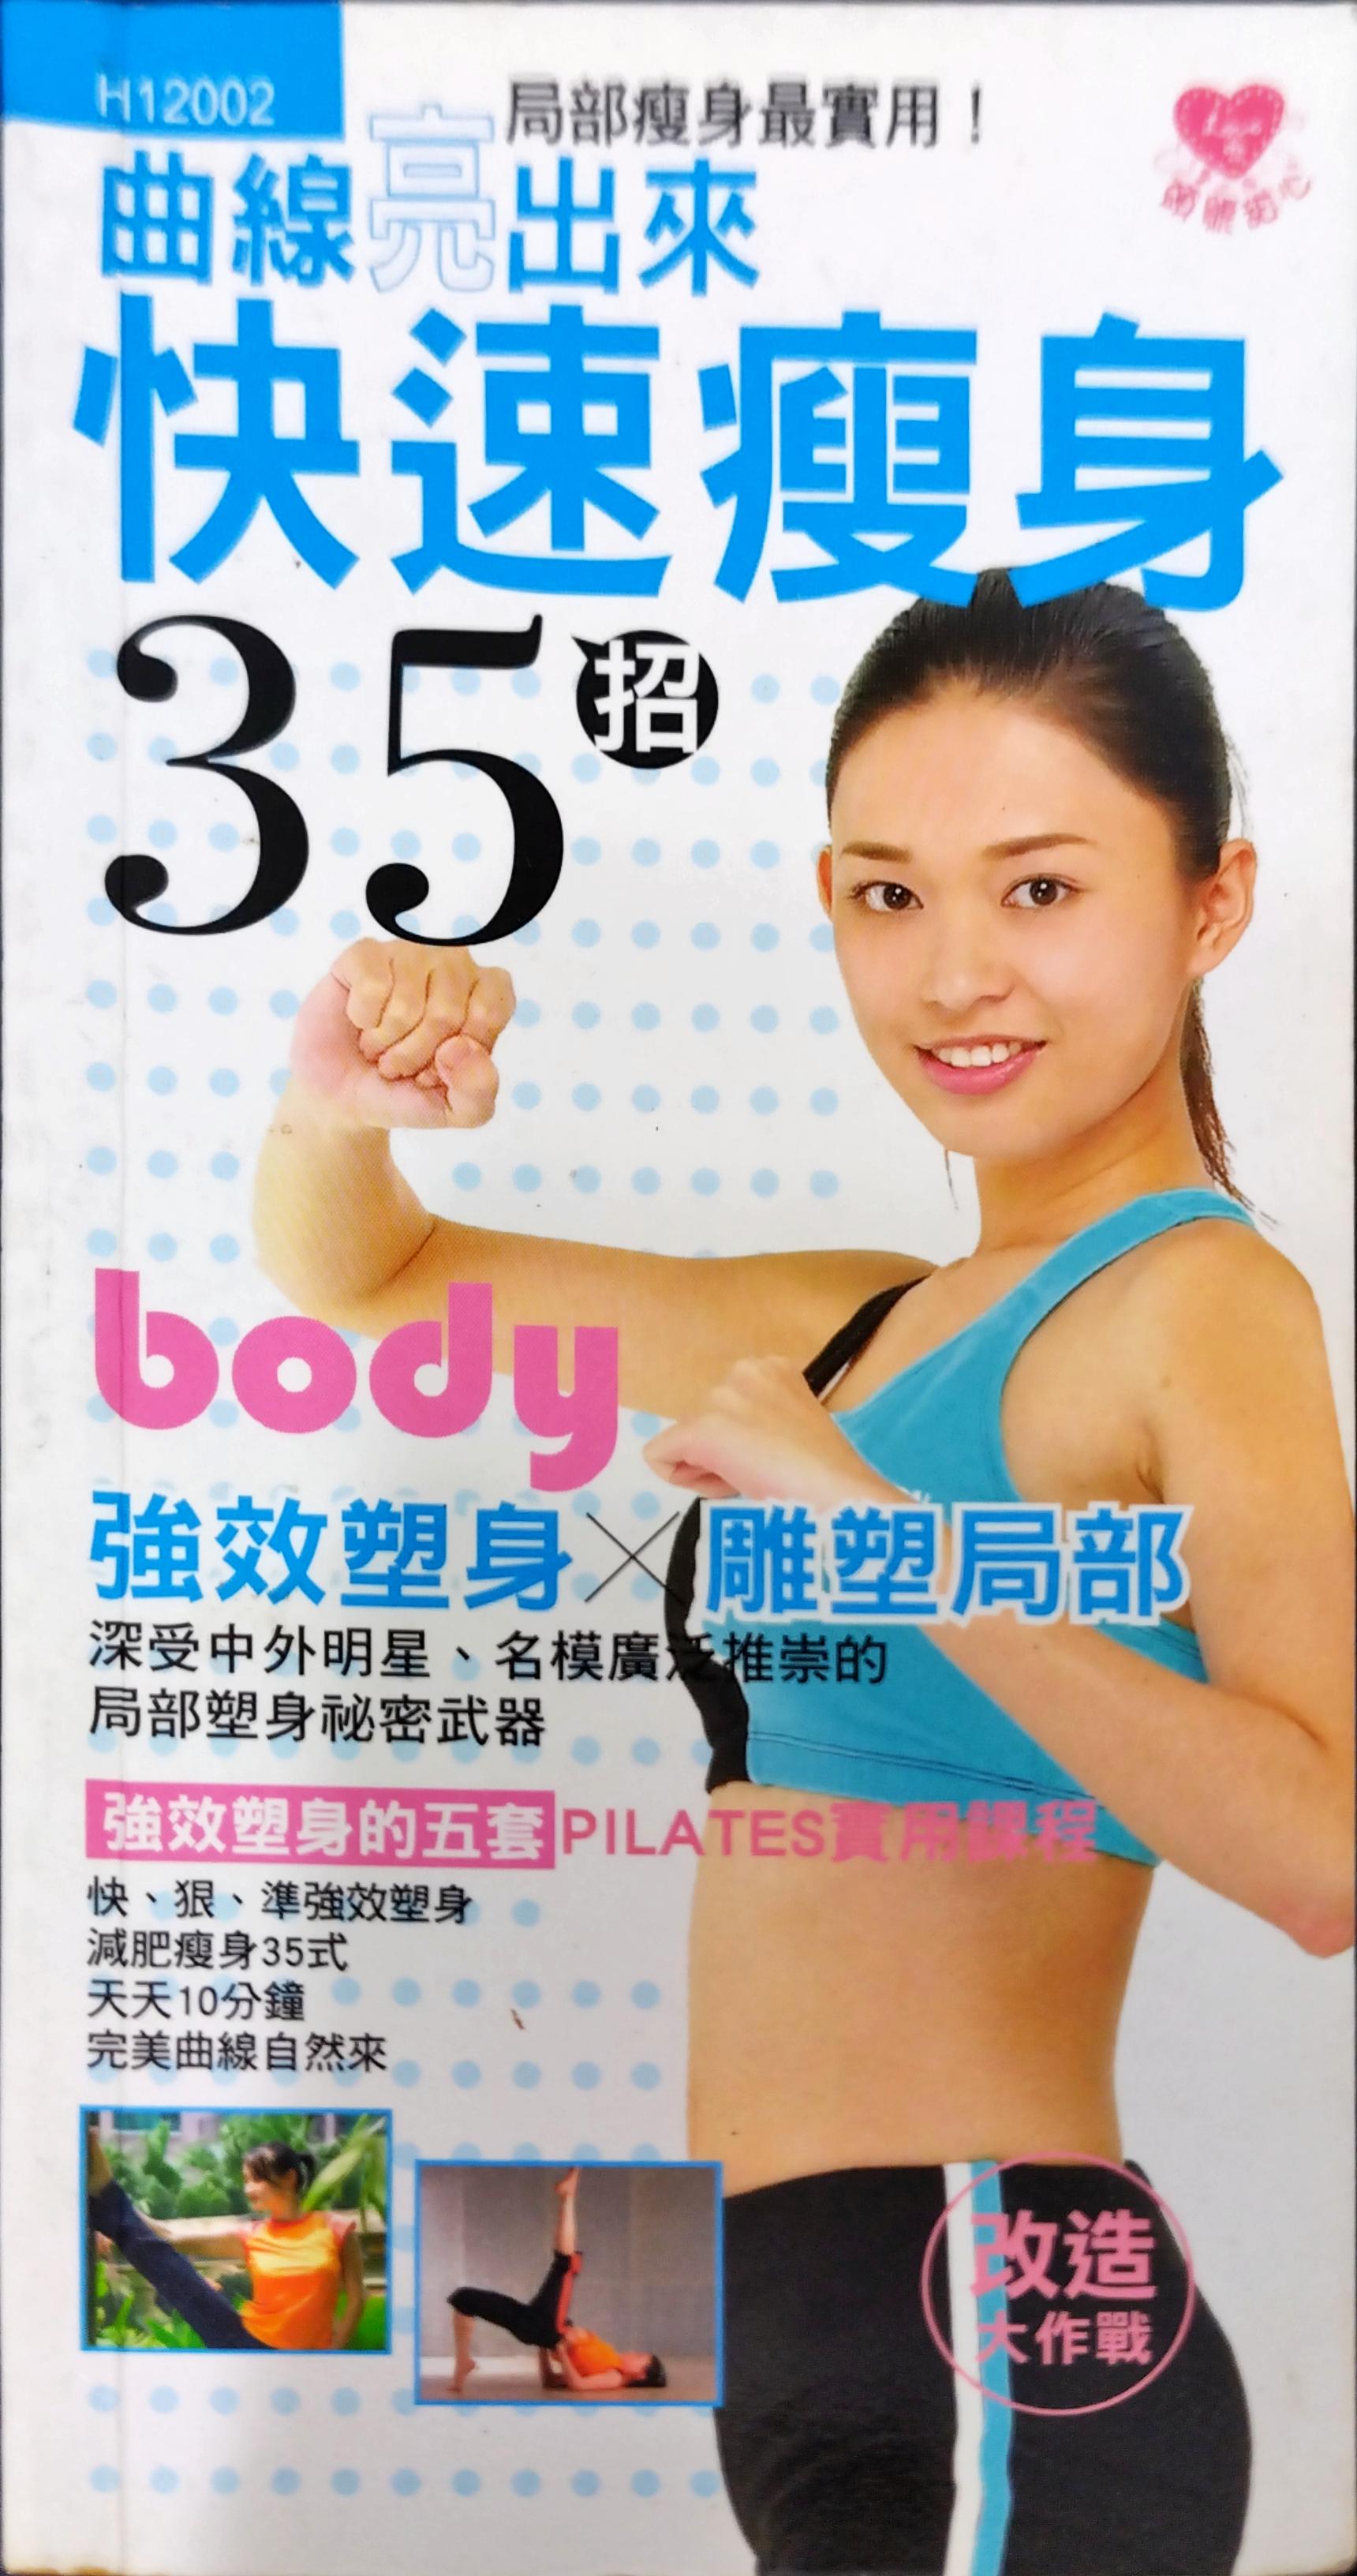 H12002
局部瘦身最實用！
曲線亮出來
快速瘦身
35招
body
強效塑身×雕塑局部
深受中外明星、名模廣泛推崇的
局部塑身祕密武器
強效塑身的五套PILATES實用課程
快、狠、準強效塑身
減肥瘦身35式
天天10分鐘
完美曲線自然來
改造
大作戰